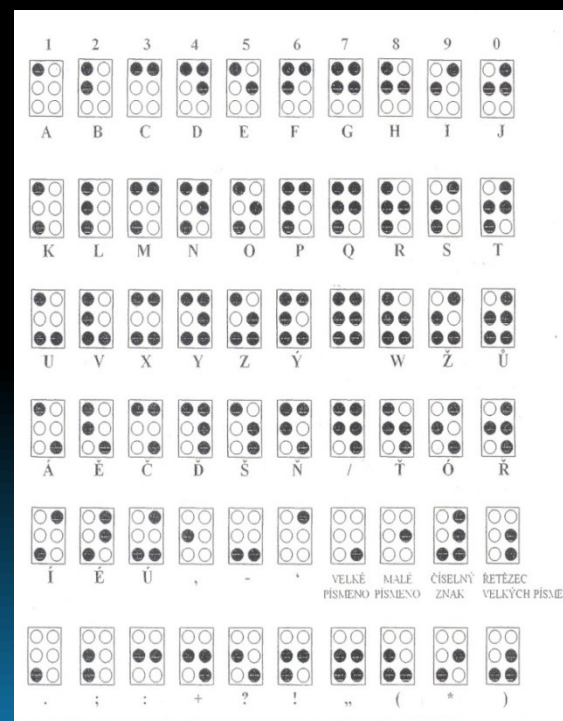 1 2 3 4 5 6 7 8 9 0
A B C D E F G H I J
K L M N O P Q R S T
U V X Y Z Ý W Ž Ů
Á Ě Č Ď Š Ň / Ť Ó Ř
Í É Ú , - ‘ VELKÉ MALÉ ČÍSELNÝ ŘETĚZEC
PÍSMENO PÍSMENO ZNAK VELKÝCH PÍSME
. ; : + ? ! „ ( * )